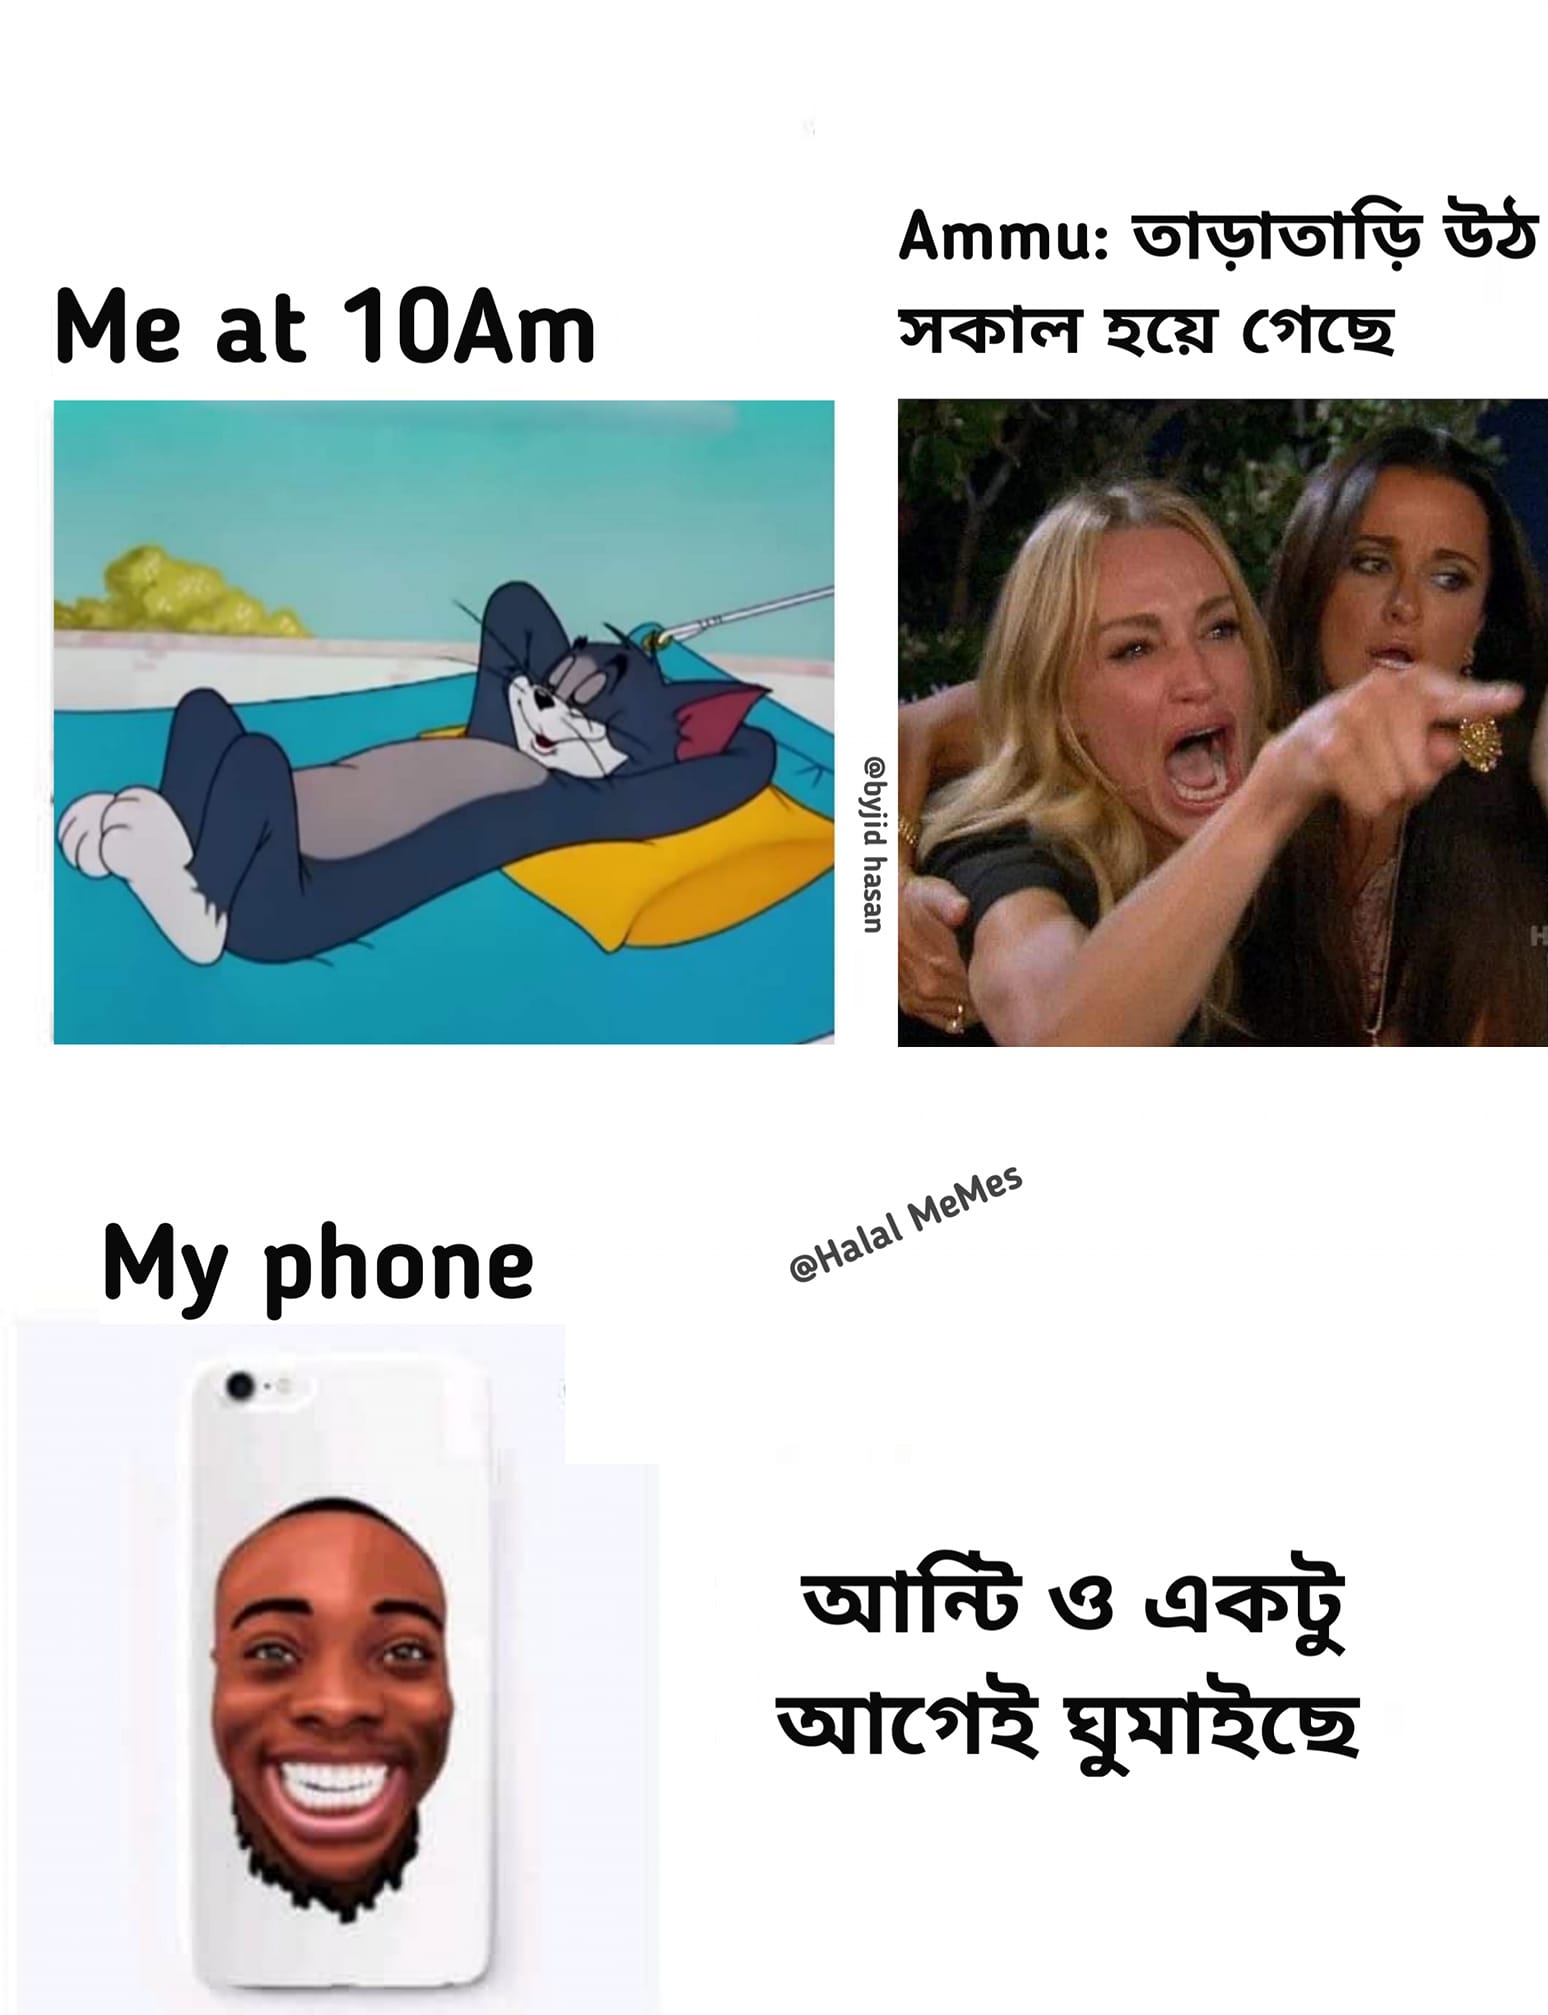 Me at 10Am
Ammu: তাড়াতাড়ি উঠ
সকাল হয়ে গেছে
@byjid hasan
H
@Halal MeMes
My phone
আন্টি ও একটু
আগেই ঘুমাইছে